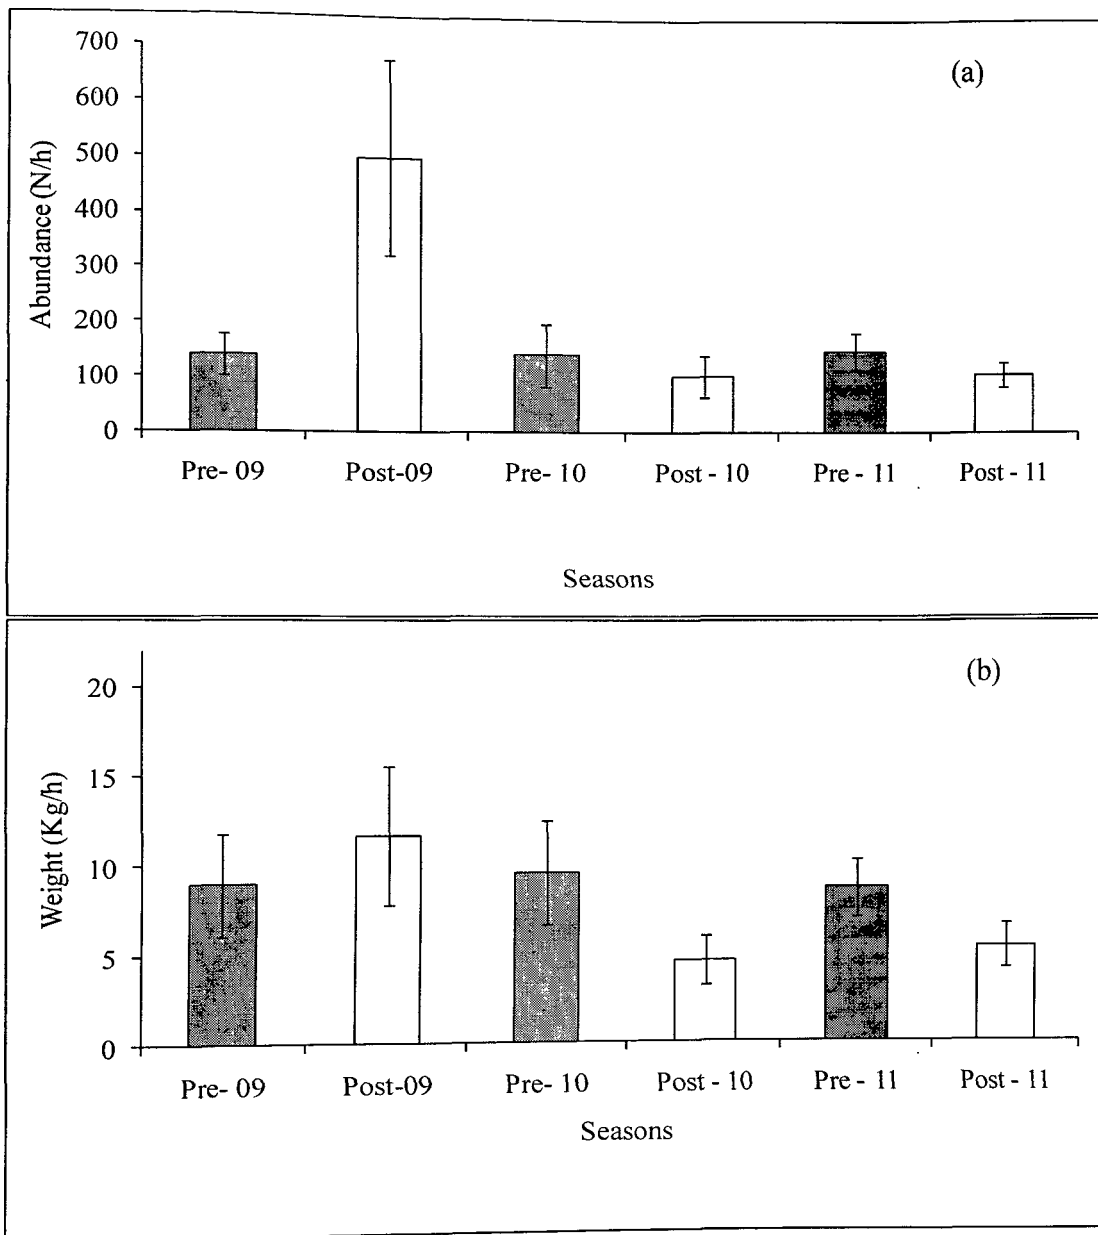 (a)
Abundance (N/h)
700
600
500
400
300
200
100
0
Pre- 09 Post-09 Pre- 10 Post - 10 Pre - 11 Post - 11
Seasons
(b)
Weight (Kg/h)
20
15
10
5
0
Pre- 09 Post-09 Pre- 10 Post - 10 Pre - 11 Post - 11
Seasons